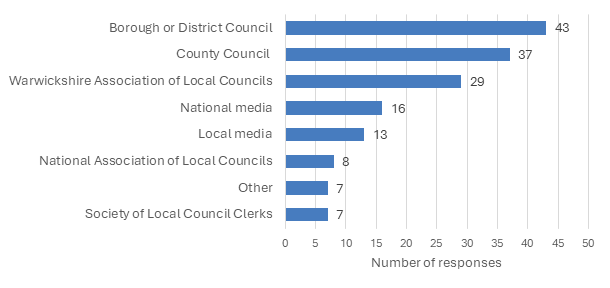 Borough or District Council 43
County Council 37
Warwickshire Association of Local Councils 29
National media 16
Local media 13
National Association of Local Councils 8
Other 7
Society of Local Council Clerks 7
0 5 10 15 20 25 30 35 40 45 50
Number of responses